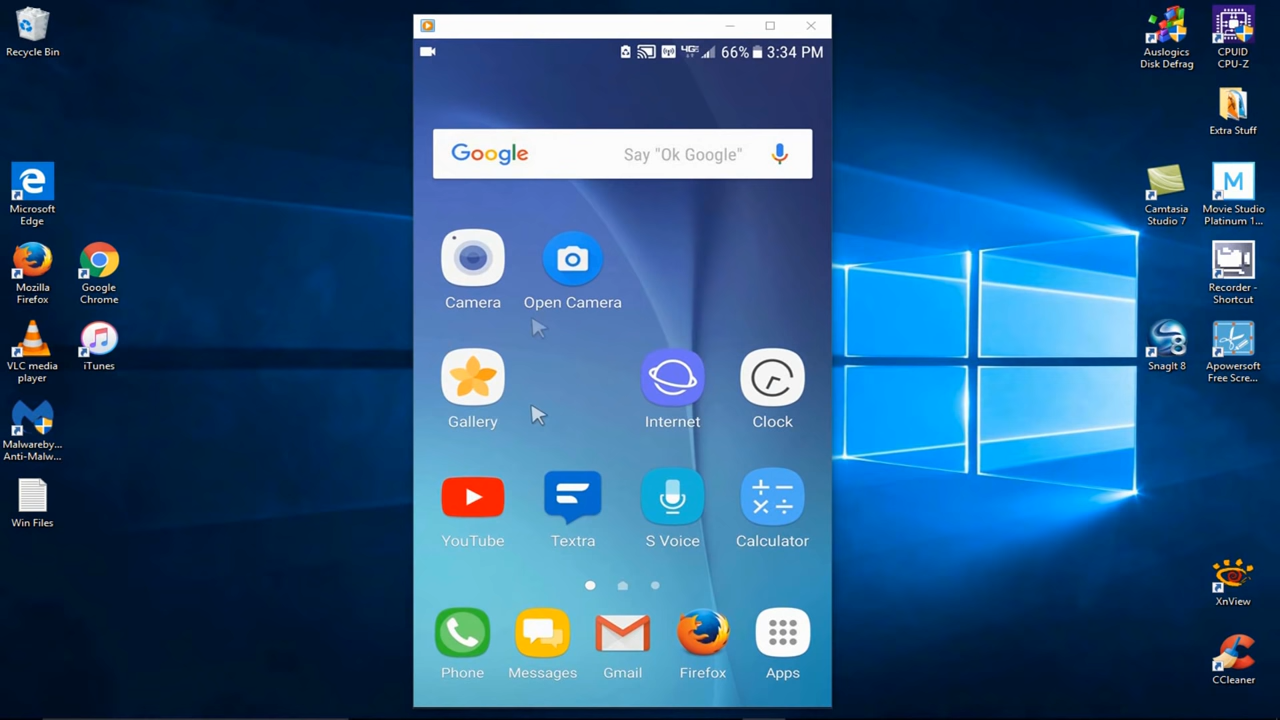 Recycle Bin
Microsoft
Edge
Mozilla
Firefox
Google
Chrome
VLC media
player
iTunes
Malwareby...
Anti-Malw...
Win Files
4G
66%
3:34 PM
Google
Say "Ok Google"
Camera
Open Camera
Gallery
Internet
Clock
YouTube
Textra
S Voice
Calculator
Phone
Messages
Gmail
Firefox
Apps
Auslogics
Disk Defrag
CPUID
CPU-Z
Extra Stuff
Camtasia
Studio 7
M
Movie Studio
Platinum 1...
Recorder -
Shortcut
SnagIt 8
Apowersoft
Free Scre...
XnView
CCleaner